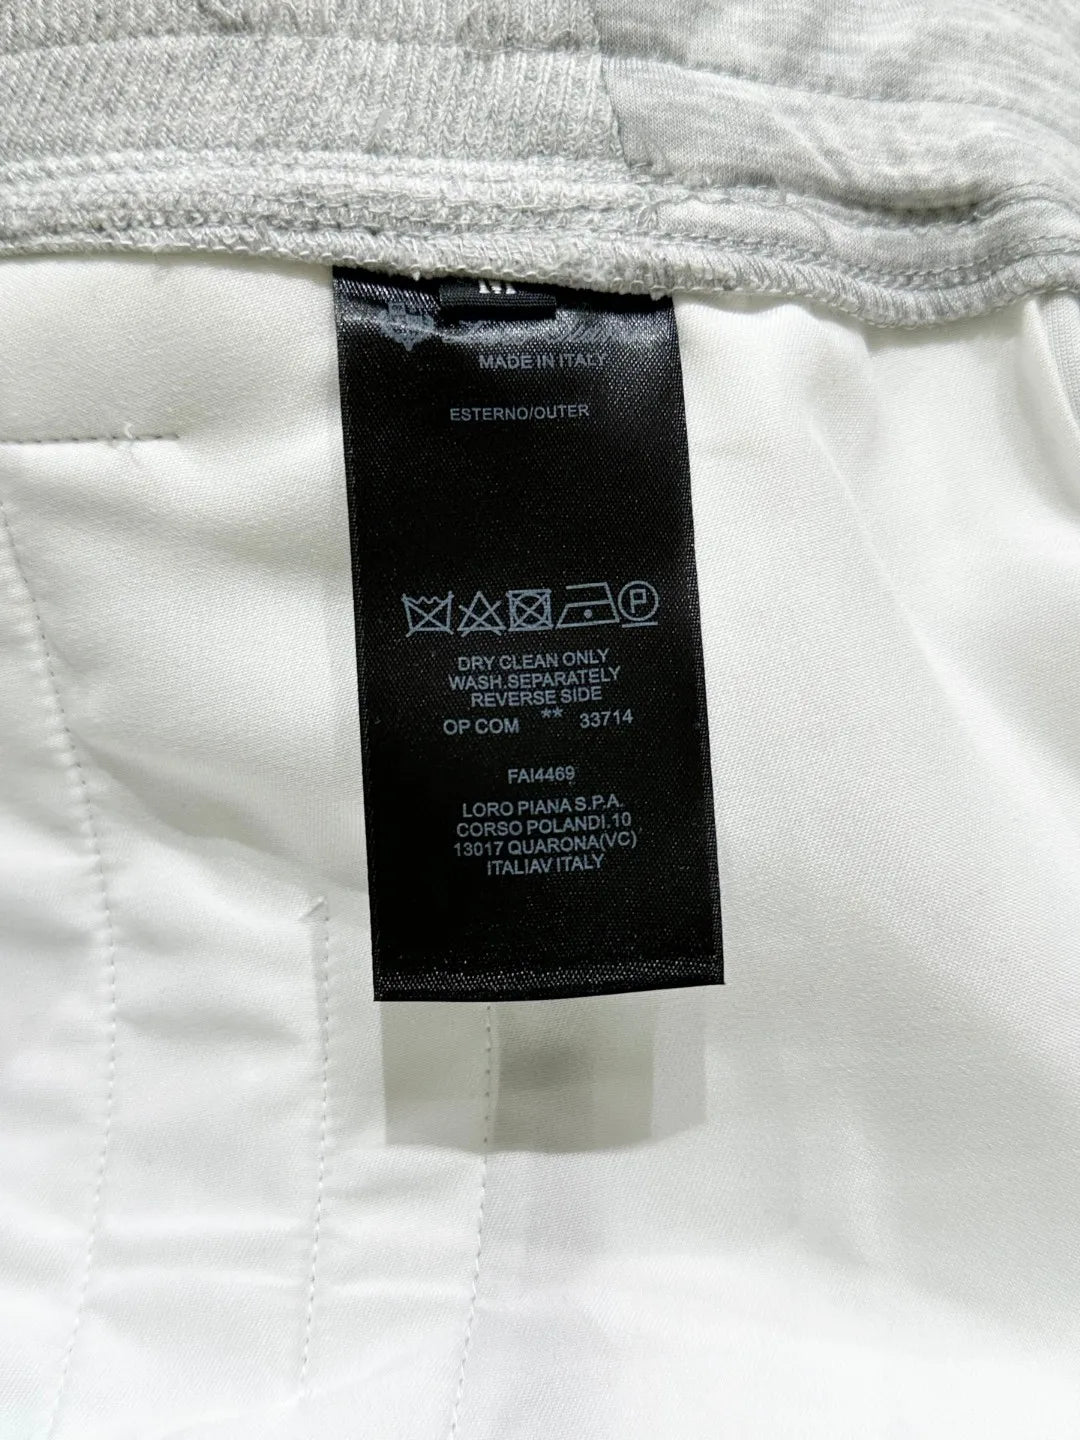 M
MADE IN ITALY
ESTERNO/OUTER
P
DRY CLEAN ONLY
WASH.SEPARATELY
REVERSE SIDE
OP COM ** 33714
FAI4469
LORO PIANA S.P.A.
CORSO POLANDI.10
13017 QUARONA(VC)
ITALIAV ITALY